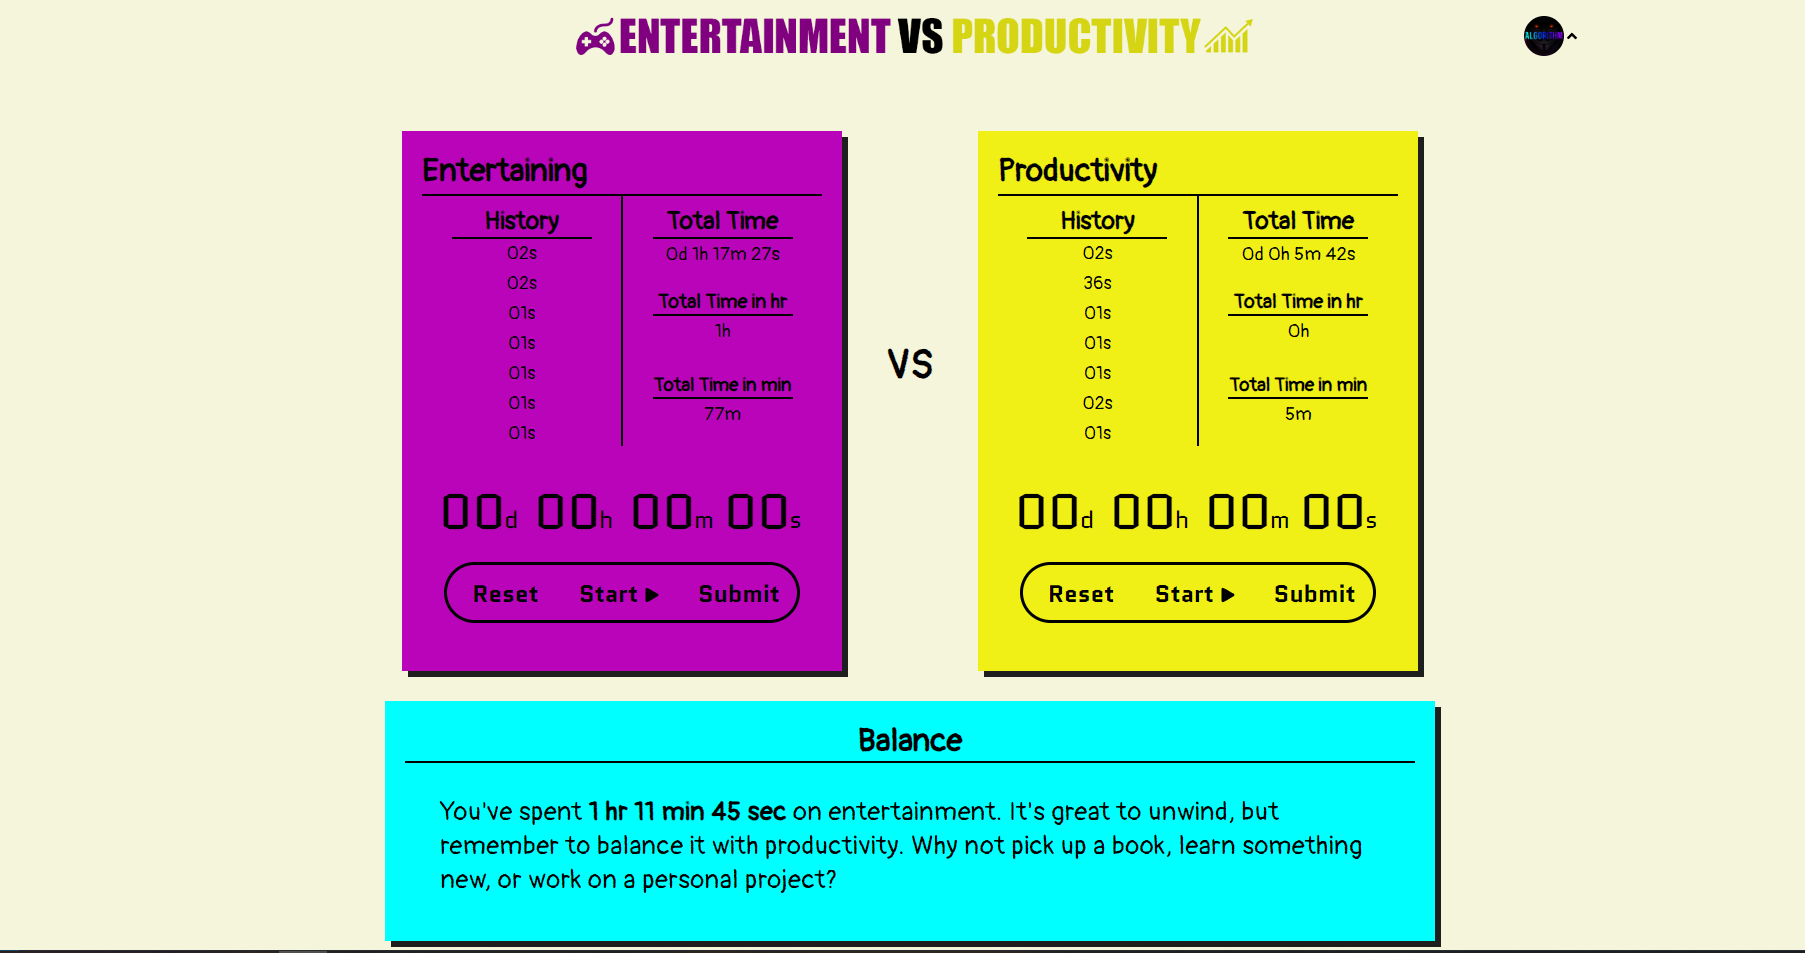 ENTERTAINMENT VS PRODUCTIVITY
ALGORITHM
Entertaining
History
02s
02s
01s
01s
01s
01s
01s
Total Time
0d 1h 17m 27s
Total Time in hr
1h
Total Time in min
77m
00d 00h 00m 00s
Reset Start Submit
VS
Productivity
History
02s
36s
01s
01s
01s
02s
01s
Total Time
0d 0h 5m 42s
Total Time in hr
0h
Total Time in min
5m
00d 00h 00m 00s
Reset Start Submit
Balance
You've spent 1 hr 11 min 45 sec on entertainment. It's great to unwind, but
remember to balance it with productivity. Why not pick up a book, learn something
new, or work on a personal project?